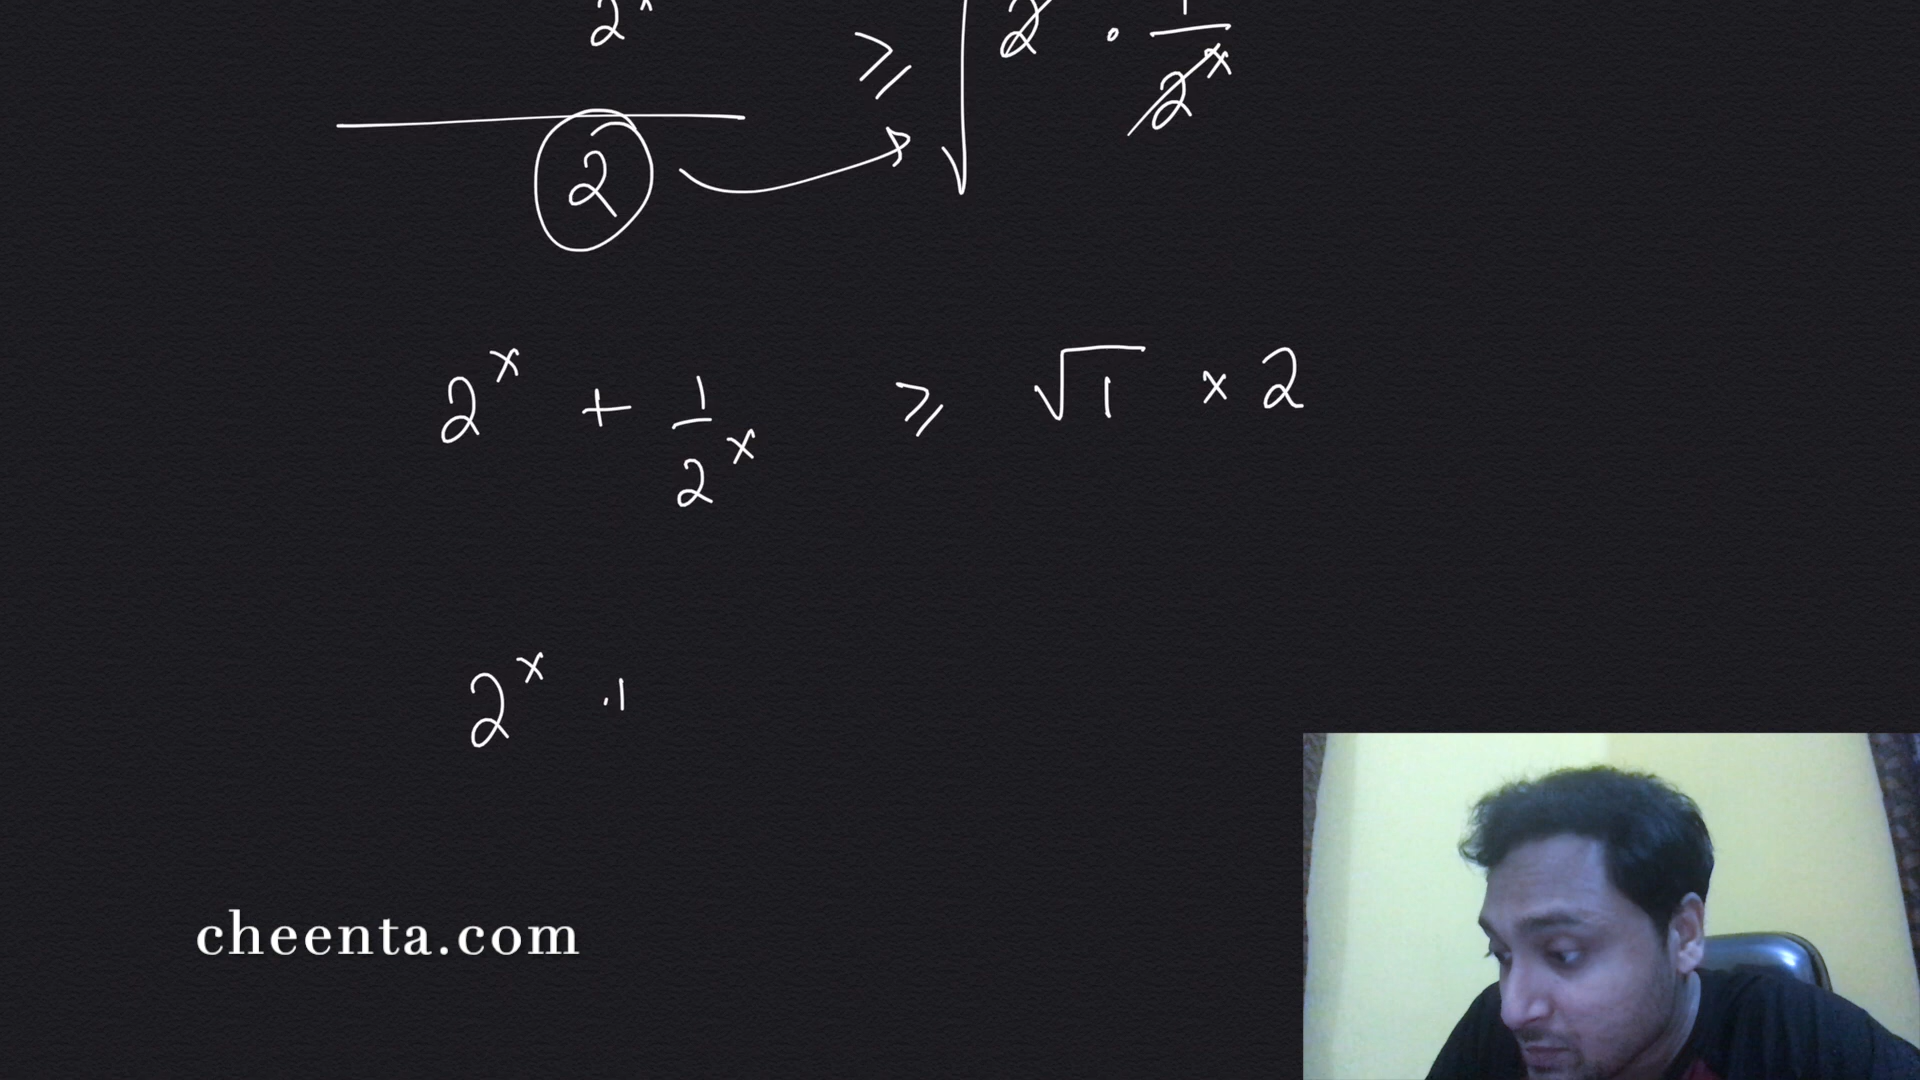 2^x ≥ √2 · 1/2^x
2
2^x + 1/2^x ≥ √1 × 2
2^x ·1
cheenta.com